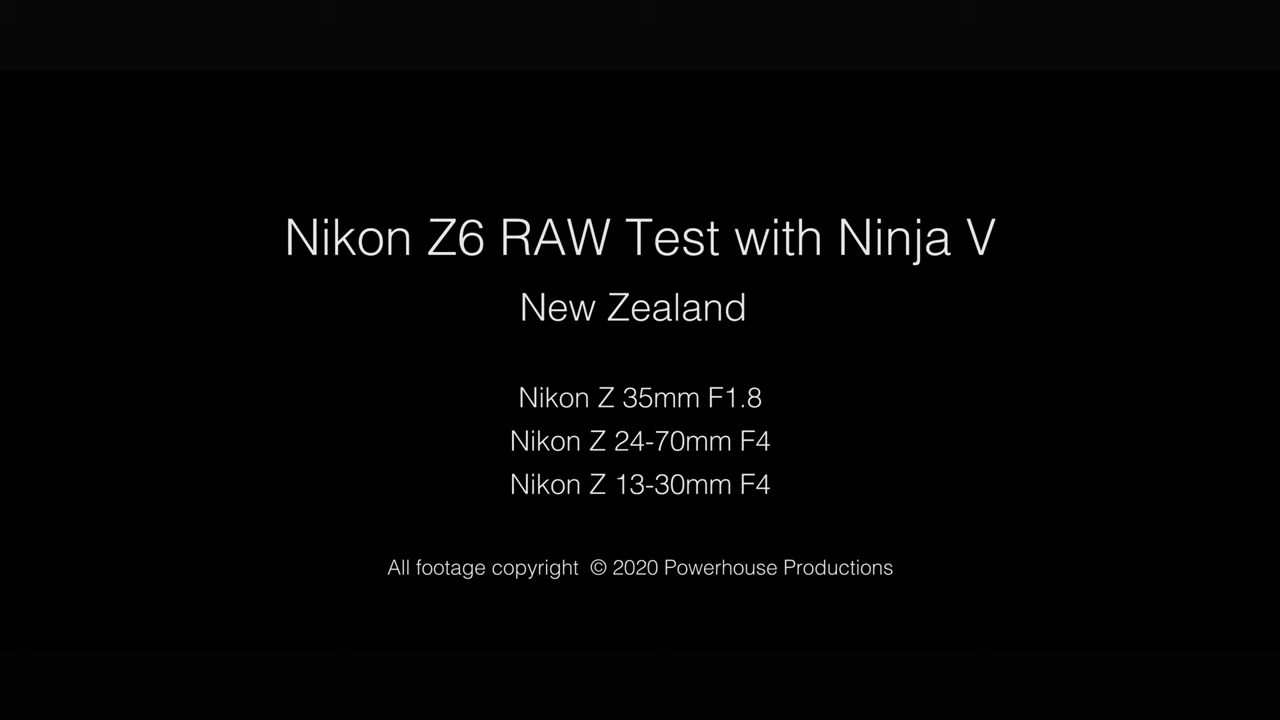 Nikon Z6 RAW Test with Ninja V
New Zealand
Nikon Z 35mm F1.8
Nikon Z 24-70mm F4
Nikon Z 13-30mm F4
All footage copyright © 2020 Powerhouse Productions